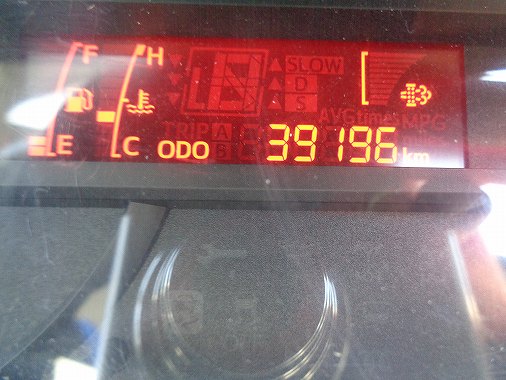 F H SLOW
D
S
AVG time MPG
TRIP A
E C ODO 39196 km
B